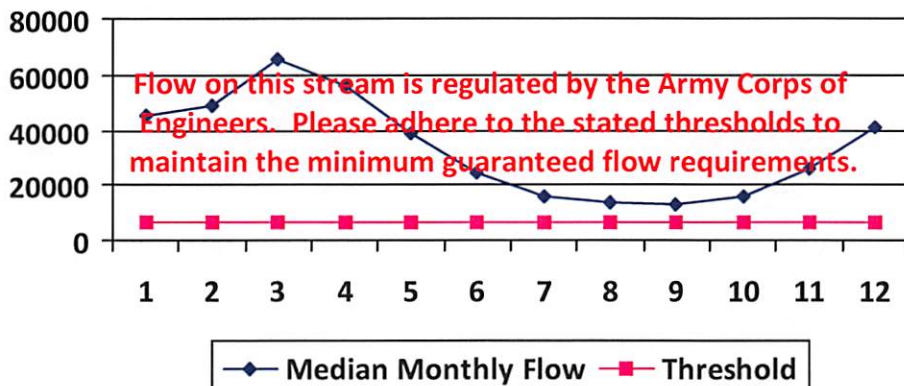 80000
60000
40000
20000
0
Flow on this stream is regulated by the Army Corps of
Engineers. Please adhere to the stated thresholds to
maintain the minimum guaranteed flow requirements.
1 2 3 4 5 6 7 8 9 10 11 12
Median Monthly Flow Threshold